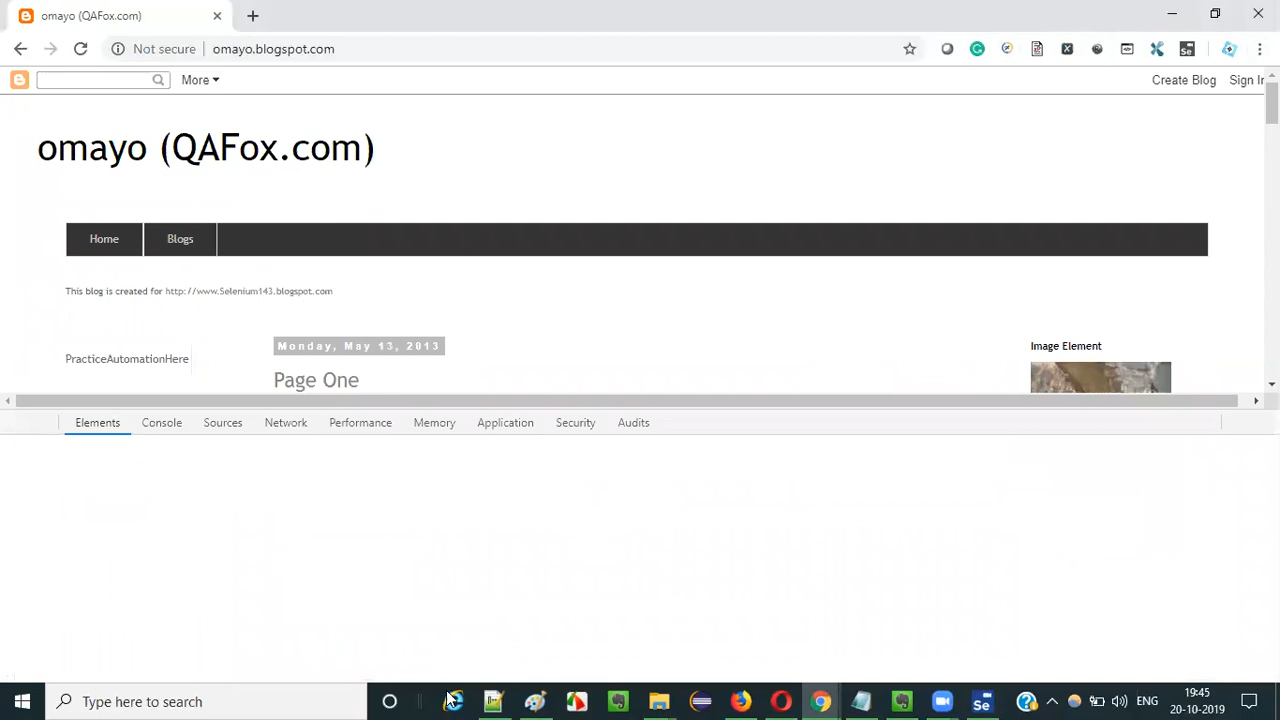 omayo (QAFox.com)
Not secure omayo.blogspot.com
More Create Blog Sign In
omayo (QAFox.com)
Home Blogs
This blog is created for http://www.Selenium143.blogspot.com
Monday, May 13, 2013
Image Element
PracticeAutomationHere
Page One
Elements Console Sources Network Performance Memory Application Security Audits
Type here to search
ENG
19:45
20-10-2019
Se
Se